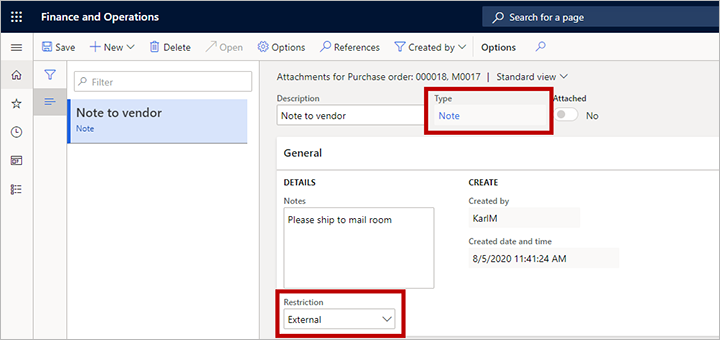 Finance and Operations
Search for a page
Save
New
Delete
Open
Options
References
Created by
Options
Filter
Note to vendor
Note
Attachments for Purchase order: 000018. M0017 | Standard view
Description
Type
Attached
Note to vendor
Note
No
General
DETAILS
CREATE
Notes
Created by
Please ship to mail room
KarlM
Created date and time
8/5/2020 11:41:24 AM
Restriction
External